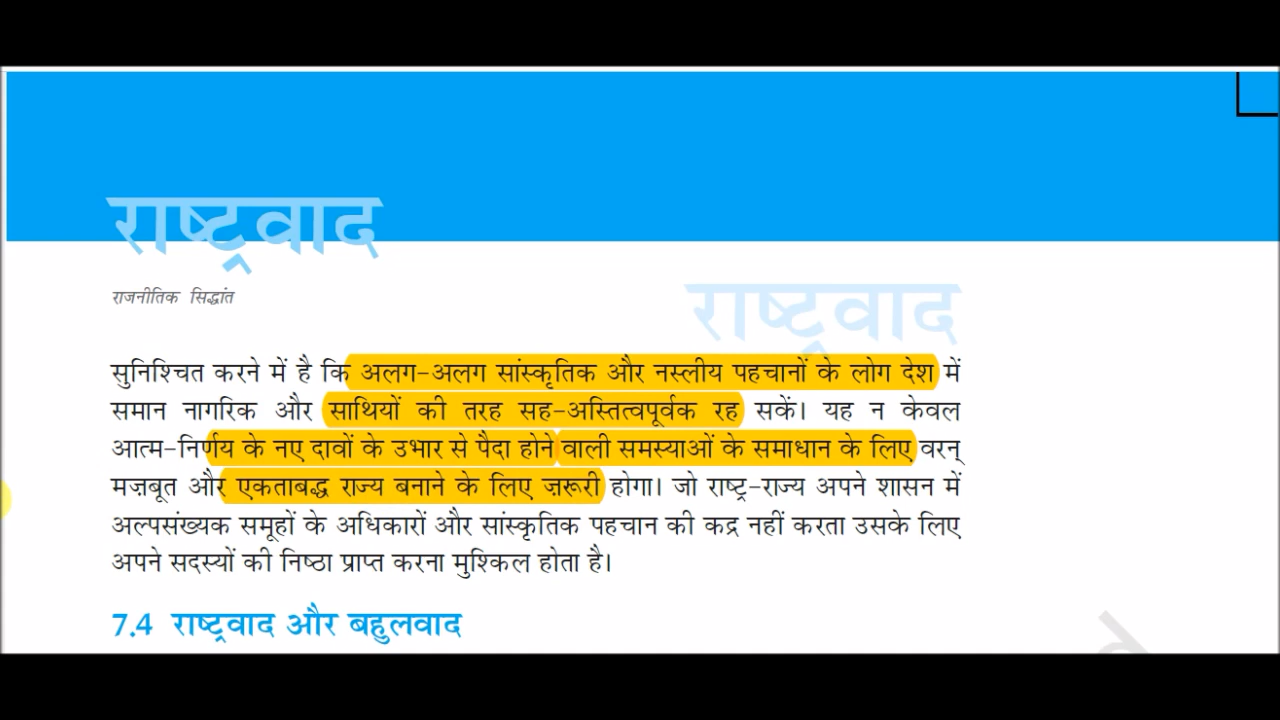 राष्ट्रवाद
राजनीतिक सिद्धांत
राष्ट्रवाद
सुनिश्चित करने में है कि अलग-अलग सांस्कृतिक और नस्लीय पहचानों के लोग देश में
समान नागरिक और साथियों की तरह सह-अस्तित्वपूर्वक रह सकें। यह न केवल
आत्म-निर्णय के नए दावों के उभार से पैदा होने वाली समस्याओं के समाधान के लिए वरन्
मज़बूत और एकताबद्ध राज्य बनाने के लिए ज़रूरी होगा। जो राष्ट्र-राज्य अपने शासन में
अल्पसंख्यक समूहों के अधिकारों और सांस्कृतिक पहचान की कद्र नहीं करता उसके लिए
अपने सदस्यों की निष्ठा प्राप्त करना मुश्किल होता है।
7.4 राष्ट्रवाद और बहुलवाद